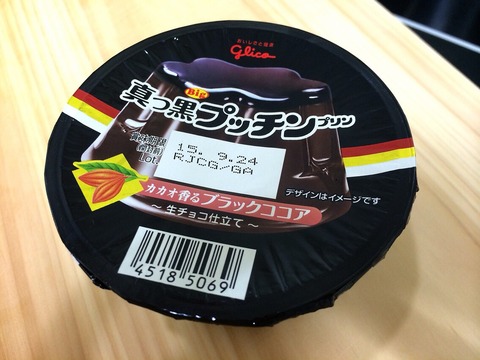 おいしさと健康
Glico
Big
真っ黒プッチンプリン
賞味期限
15. 9.24
Lot.
RJCG/GA
デザインはイメージです
カカオ香るブラックココア
～ 生チョコ仕立て ～
4518 5069